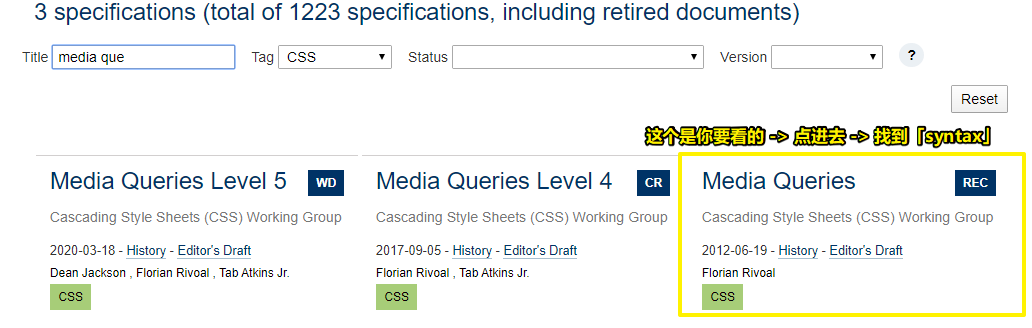 3 specifications (total of 1223 specifications, including retired documents)
Title media que Tag CSS Status Version ?
Reset
这个是你要看的 -> 点进去 -> 找到「syntax」
Media Queries Level 5 WD
Cascading Style Sheets (CSS) Working Group
2020-03-18 - History - Editor's Draft
Dean Jackson , Florian Rivoal , Tab Atkins Jr.
CSS
Media Queries Level 4 CR
Cascading Style Sheets (CSS) Working Group
2017-09-05 - History - Editor's Draft
Florian Rivoal , Tab Atkins Jr.
CSS
Media Queries REC
Cascading Style Sheets (CSS) Working Group
2012-06-19 - History - Editor's Draft
Florian Rivoal
CSS